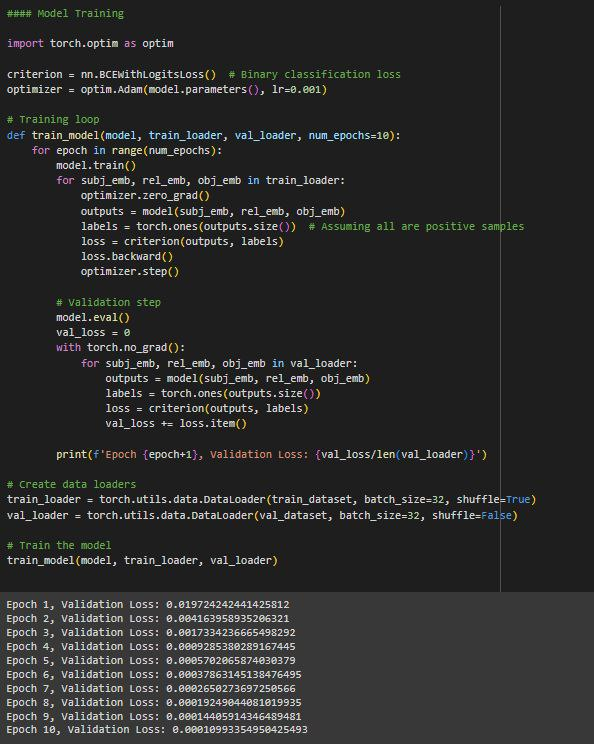 #### Model Training
import torch.optim as optim
criterion = nn.BCEWithLogitsLoss()  # Binary classification loss
optimizer = optim.Adam(model.parameters(), lr=0.001)
# Training loop
def train_model(model, train_loader, val_loader, num_epochs=10):
    for epoch in range(num_epochs):
        model.train()
        for subj_emb, rel_emb, obj_emb in train_loader:
            optimizer.zero_grad()
            outputs = model(subj_emb, rel_emb, obj_emb)
            labels = torch.ones(outputs.size())  # Assuming all are positive samples
            loss = criterion(outputs, labels)
            loss.backward()
            optimizer.step()
        # Validation step
        model.eval()
        val_loss = 0
        with torch.no_grad():
            for subj_emb, rel_emb, obj_emb in val_loader:
                outputs = model(subj_emb, rel_emb, obj_emb)
                labels = torch.ones(outputs.size())
                loss = criterion(outputs, labels)
                val_loss += loss.item()
        print(f'Epoch {epoch+1}, Validation Loss: {val_loss/len(val_loader)}')
# Create data loaders
train_loader = torch.utils.data.DataLoader(train_dataset, batch_size=32, shuffle=True)
val_loader = torch.utils.data.DataLoader(val_dataset, batch_size=32, shuffle=False)
# Train the model
train_model(model, train_loader, val_loader)
Epoch 1, Validation Loss: 0.019724242441425812
Epoch 2, Validation Loss: 0.004163958935206321
Epoch 3, Validation Loss: 0.0017334236665498292
Epoch 4, Validation Loss: 0.0009285380289167445
Epoch 5, Validation Loss: 0.0005702065874030379
Epoch 6, Validation Loss: 0.00037863145138476495
Epoch 7, Validation Loss: 0.0002650273697250566
Epoch 8, Validation Loss: 0.00019249044081019935
Epoch 9, Validation Loss: 0.00014405914346489481
Epoch 10, Validation Loss: 0.00010993354950425493